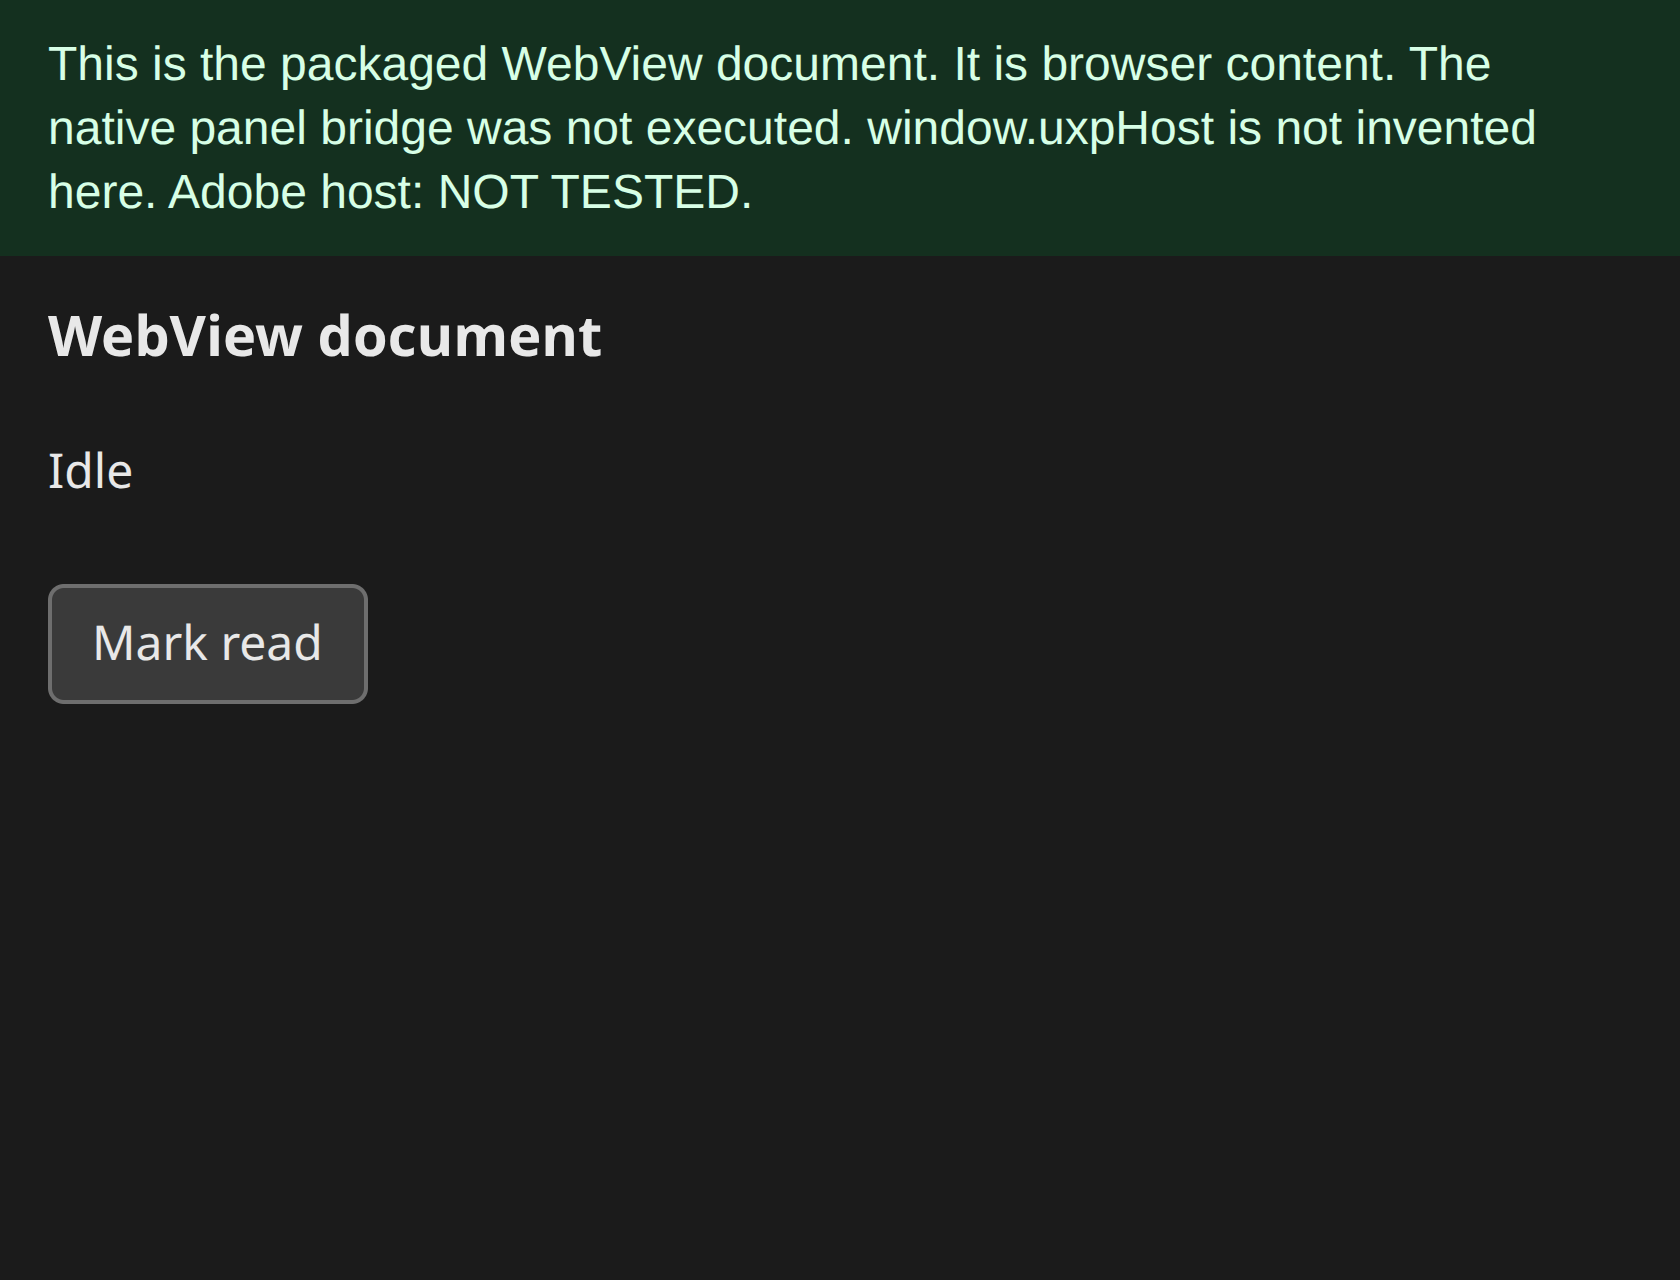 This is the packaged WebView document. It is browser content. The
native panel bridge was not executed. window.uxpHost is not invented
here. Adobe host: NOT TESTED.
WebView document
Idle
Mark read